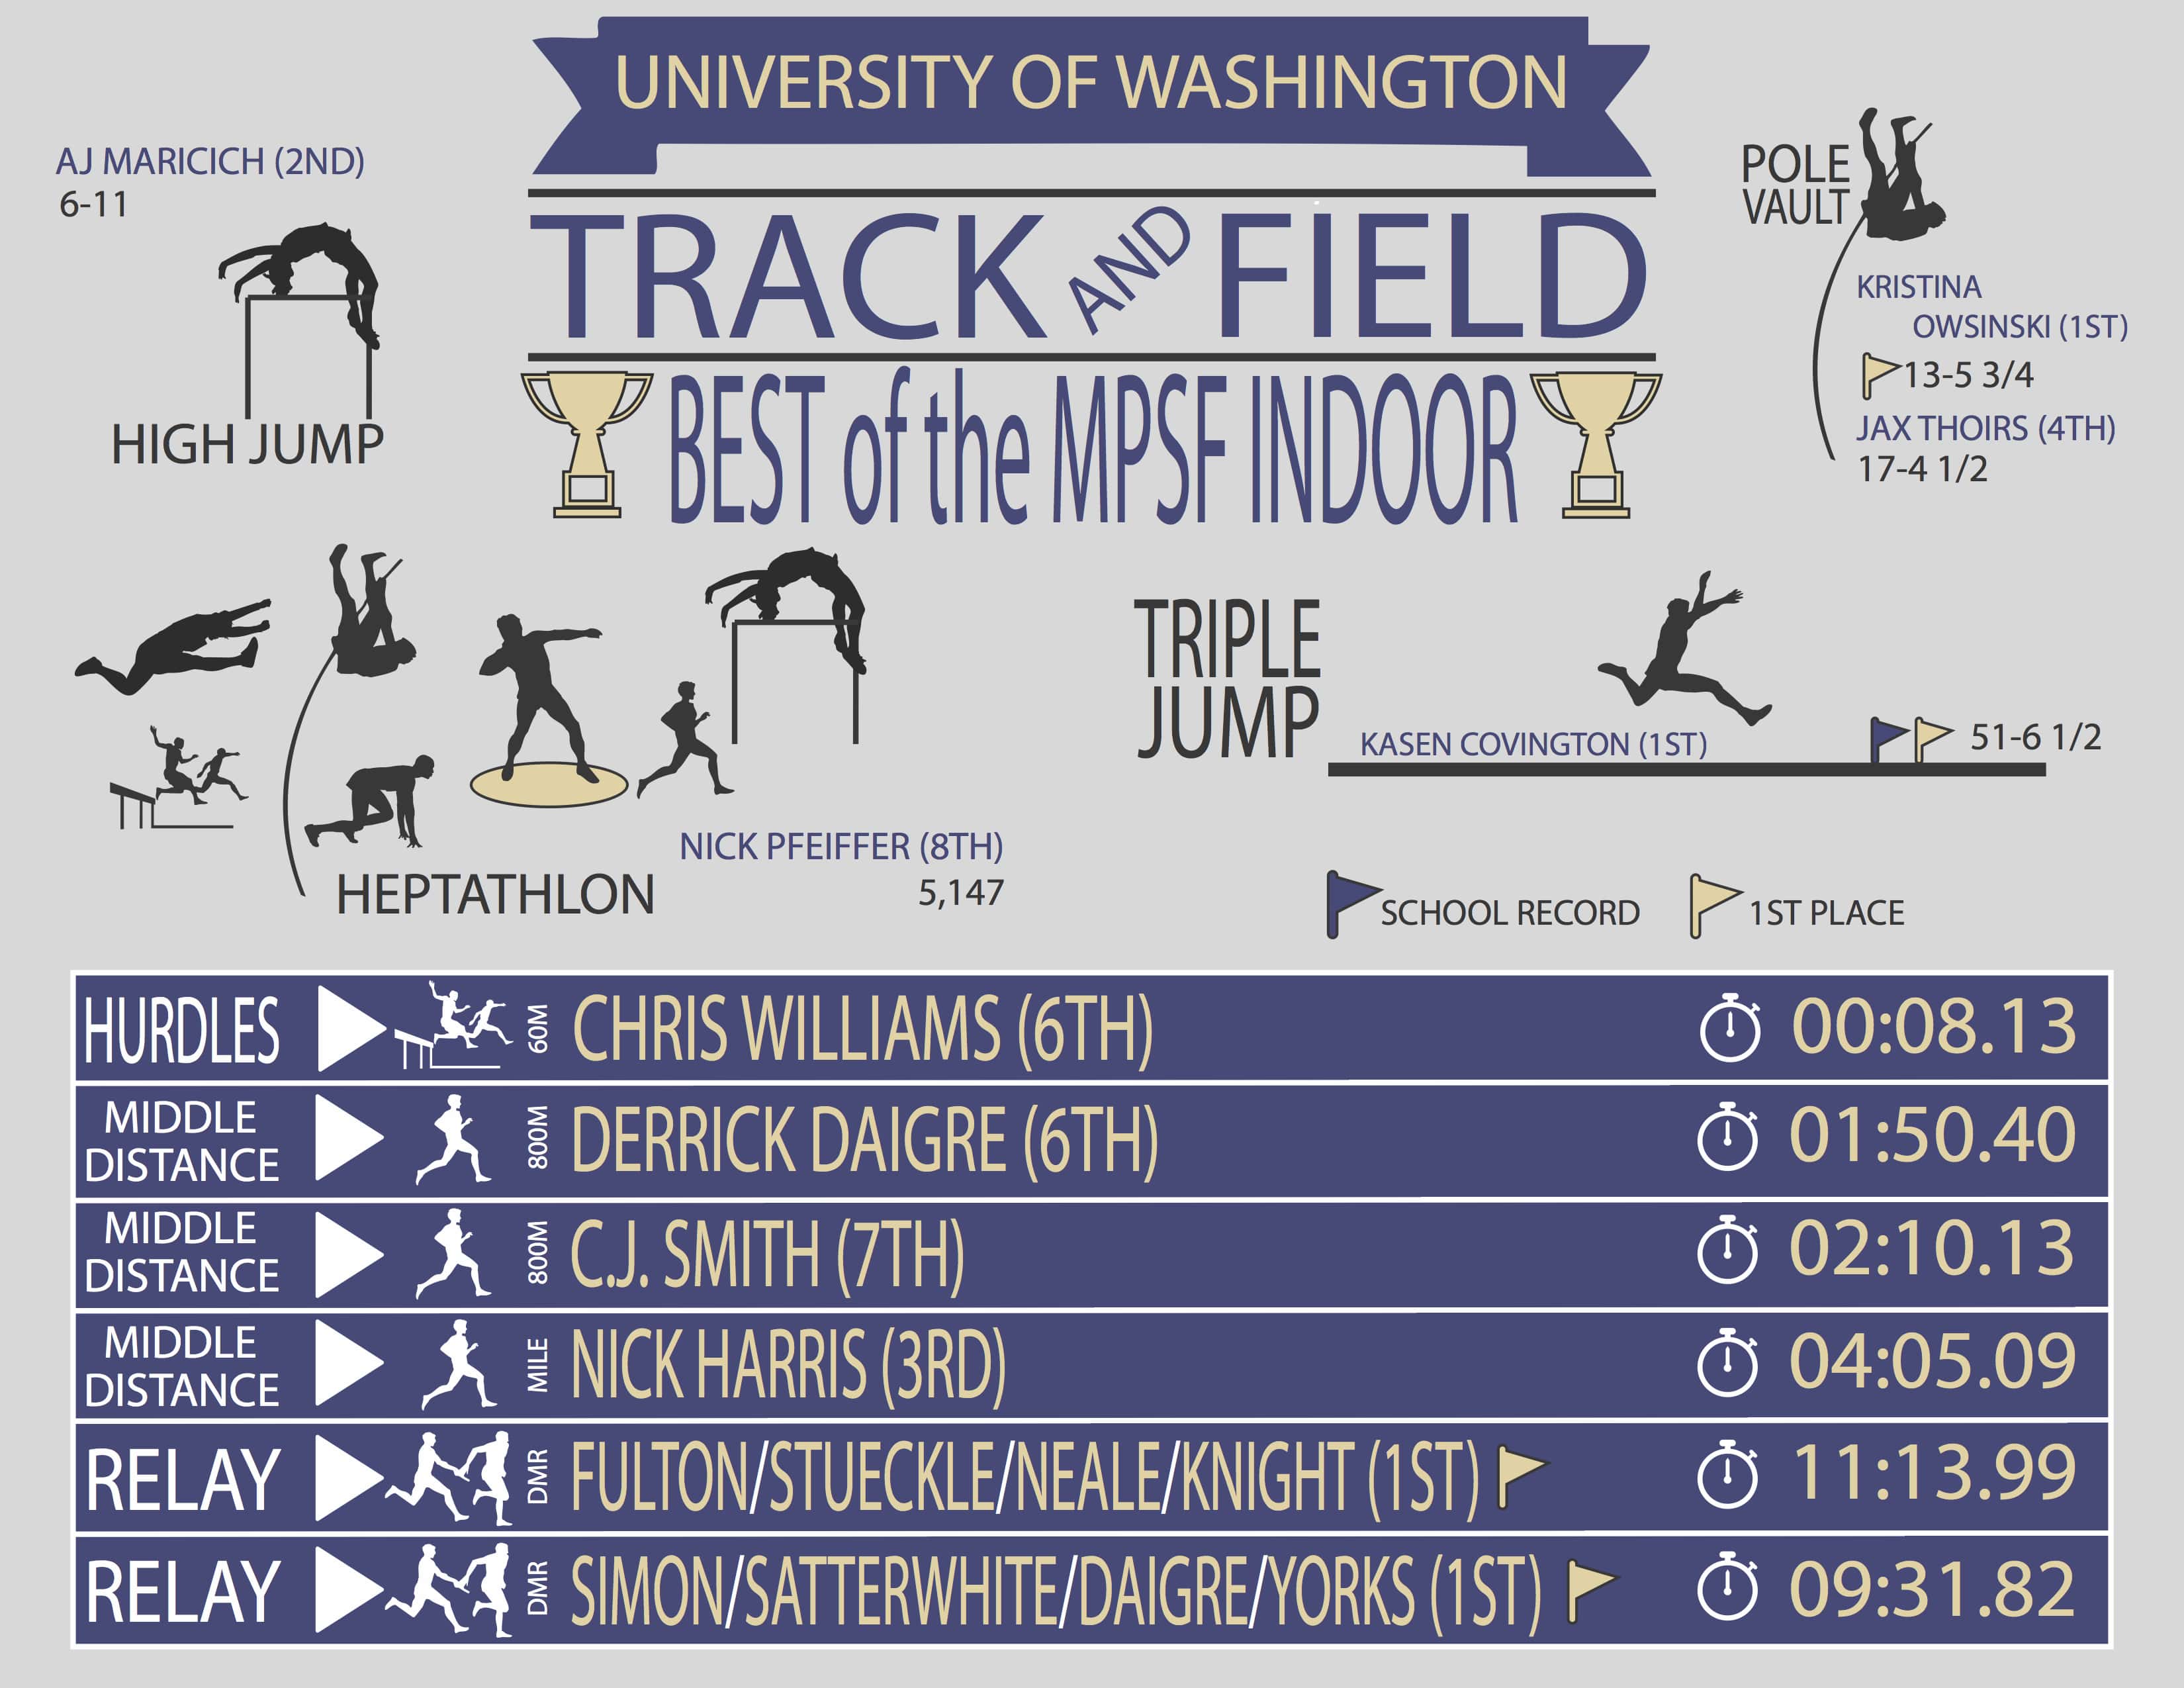 UNIVERSITY OF WASHINGTON
TRACK AND FIELD
BEST of the MPSF INDOOR
AJ MARICICH (2ND)
6-11
HIGH JUMP
POLE
VAULT
KRISTINA
OWSINSKI (1ST)
13-5 3/4
JAX THOIRS (4TH)
17-4 1/2
HEPTATHLON
NICK PFEIFFER (8TH)
5,147
TRIPLE
JUMP
KASEN COVINGTON (1ST)
51-6 1/2
SCHOOL RECORD
1ST PLACE
HURDLES 60M CHRIS WILLIAMS (6TH) 00:08.13
MIDDLE
DISTANCE 800M DERRICK DAIGRE (6TH) 01:50.40
MIDDLE
DISTANCE 800M C.J. SMITH (7TH) 02:10.13
MIDDLE
DISTANCE MILE NICK HARRIS (3RD) 04:05.09
RELAY DMR FULTON/STUECKLE/NEALE/KNIGHT (1ST) 11:13.99
RELAY DMR SIMON/SATTERWHITE/DAIGRE/YORKS (1ST) 09:31.82